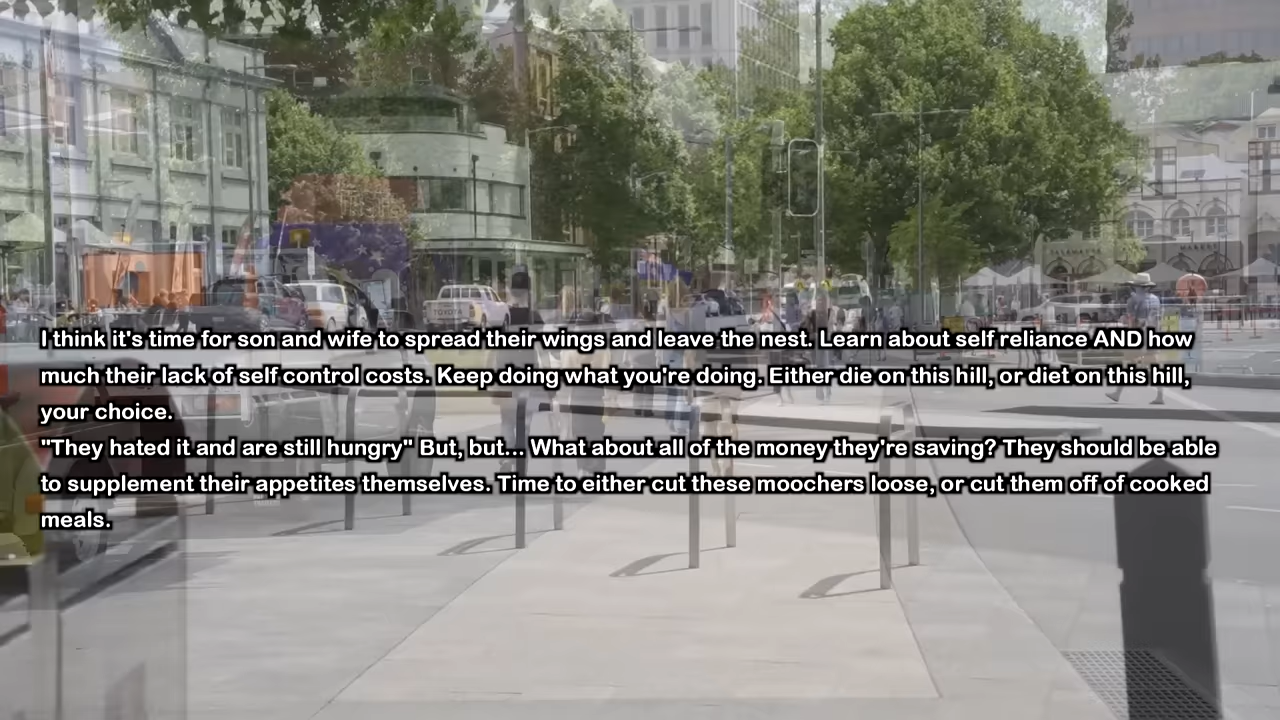 I think it's time for son and wife to spread their wings and leave the nest. Learn about self reliance AND how
much their lack of self control costs. Keep doing what you're doing. Either die on this hill, or diet on this hill,
your choice.
"They hated it and are still hungry" But, but... What about all of the money they're saving? They should be able
to supplement their appetites themselves. Time to either cut these moochers loose, or cut them off of cooked
meals.
TOYOTA